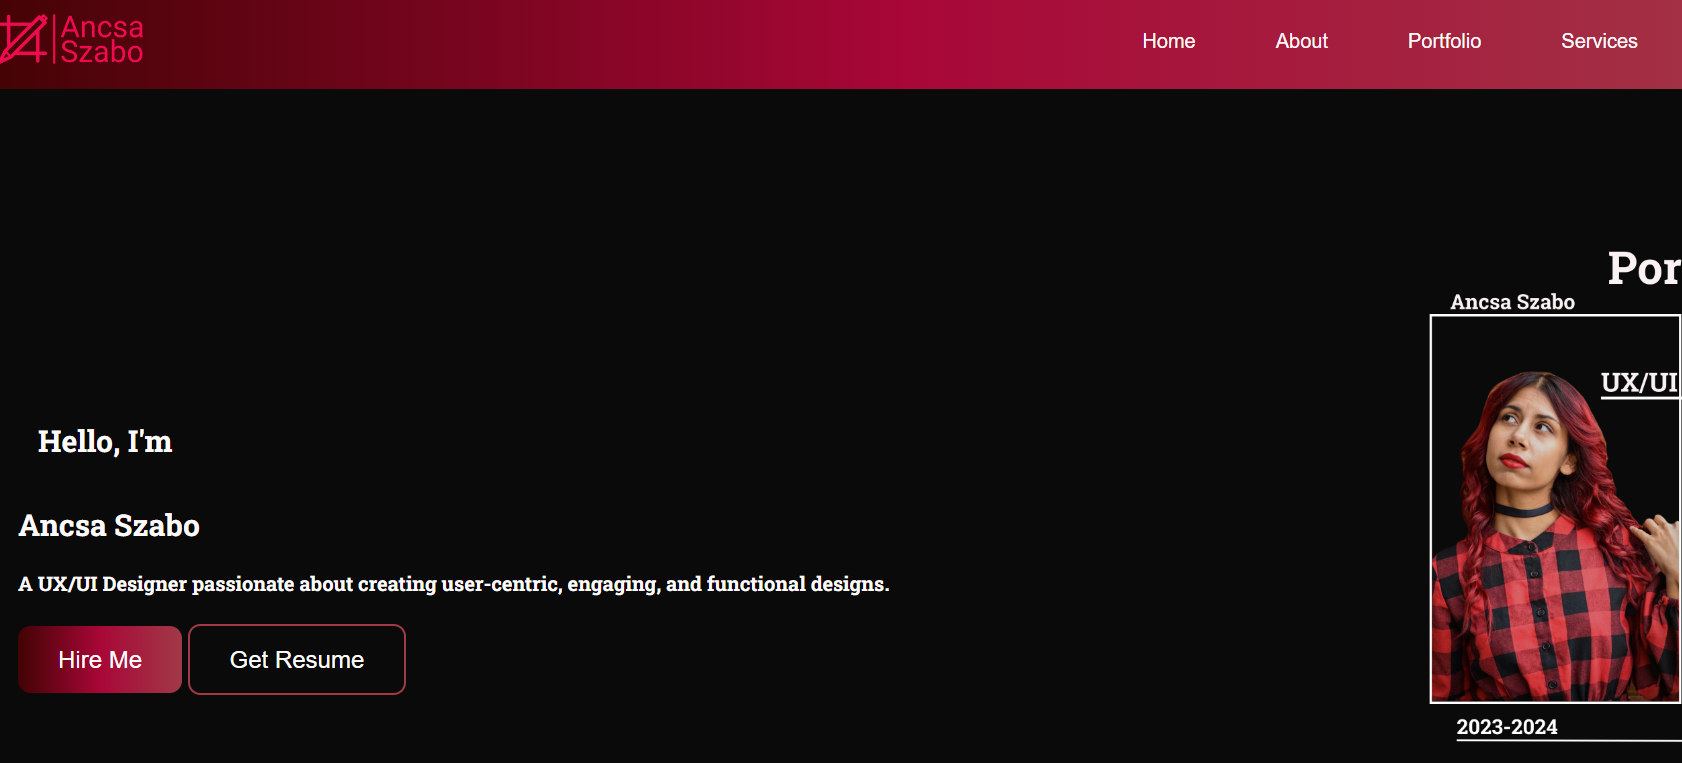 Ancsa
Szabo
Home
About
Portfolio
Services
Por
Ancsa Szabo
UX/UI
Hello, I'm
Ancsa Szabo
A UX/UI Designer passionate about creating user-centric, engaging, and functional designs.
Hire Me
Get Resume
2023-2024